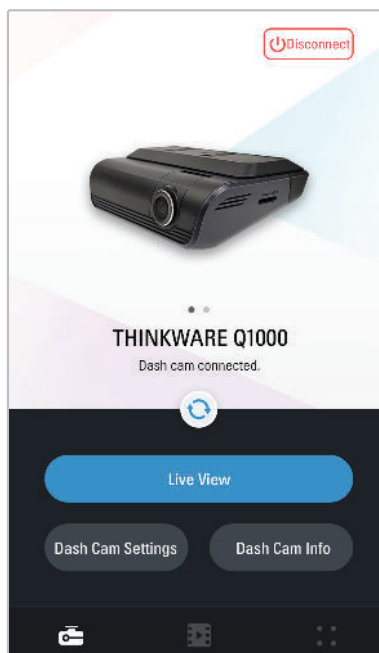 Disconnect
THINKWARE Q1000
Dash cam connected.
Live View
Dash Cam Settings
Dash Cam Info